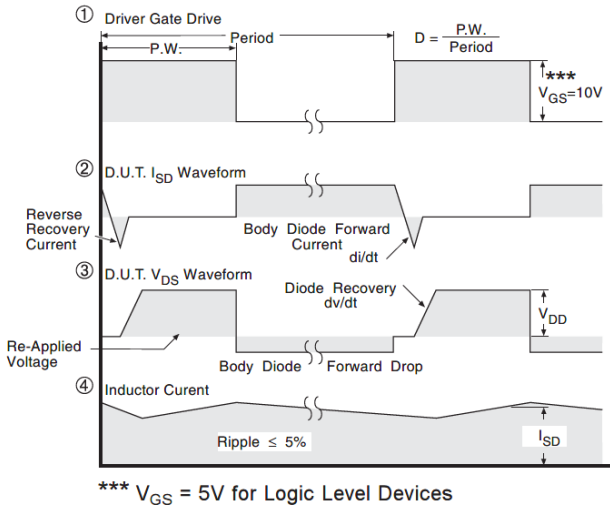 ① Driver Gate Drive
P.W.
Period
D = P.W.
Period
***
VGS=10V
② D.U.T. ISD Waveform
Reverse
Recovery
Current
Body Diode Forward
Current
di/dt
③ D.U.T. VDS Waveform
Diode Recovery
dv/dt
VDD
Re-Applied
Voltage
Body Diode Forward Drop
④ Inductor Curent
Ripple ≤ 5%
ISD
*** VGS = 5V for Logic Level Devices